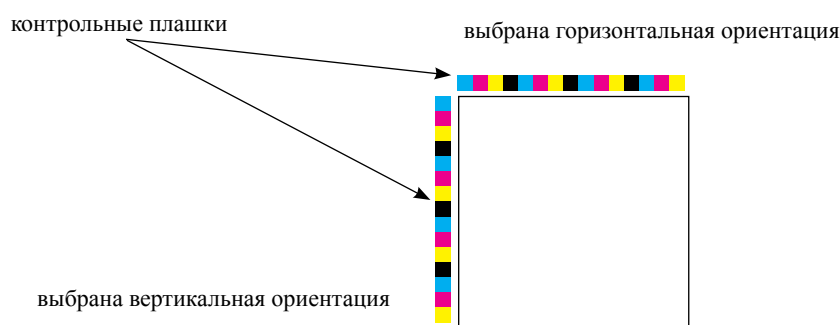 контрольные плашки
выбрана горизонтальная ориентация
выбрана вертикальная ориентация